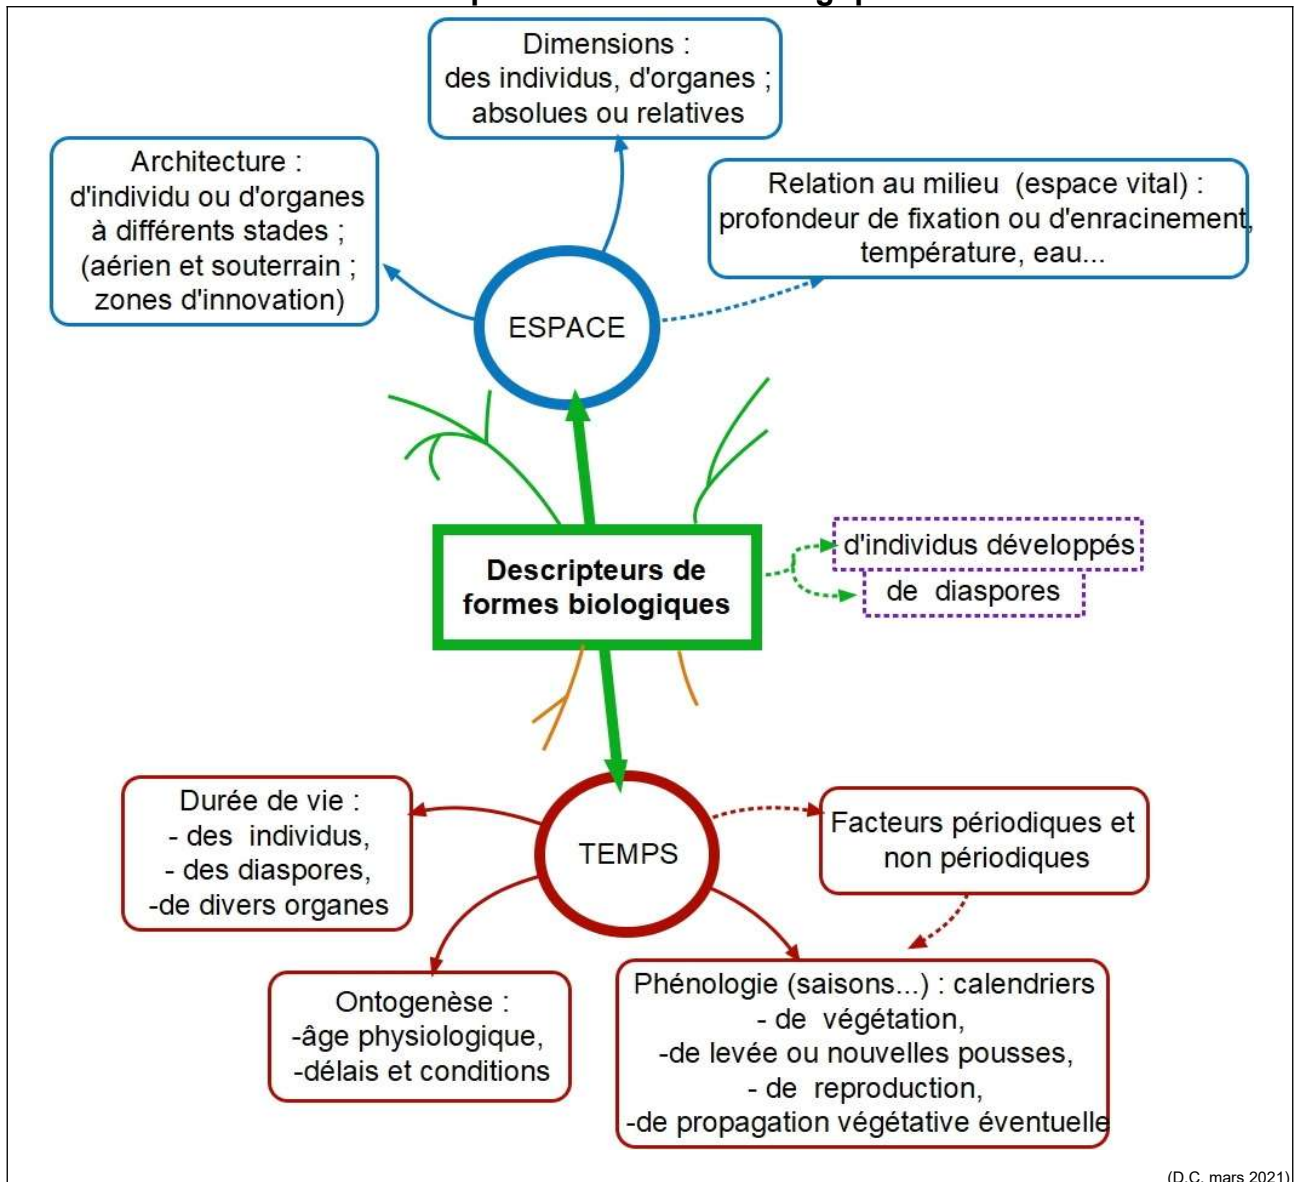 Dimensions :
des individus, d'organes ;
absolues ou relatives
Architecture :
d'individu ou d'organes
à différents stades ;
(aérien et souterrain ;
zones d'innovation)
Relation au milieu  (espace vital) :
profondeur de fixation ou d'enracinement,
température, eau...
ESPACE
Descripteurs de
formes biologiques
d'individus développés
de  diaspores
Durée de vie :
- des  individus,
- des diaspores,
-de divers organes
TEMPS
Facteurs périodiques et
non périodiques
Ontogenèse :
-âge physiologique,
-délais et conditions
Phénologie (saisons...) : calendriers
- de  végétation,
-de levée ou nouvelles pousses,
- de  reproduction,
-de propagation végétative éventuelle
(D.C. mars 2021)